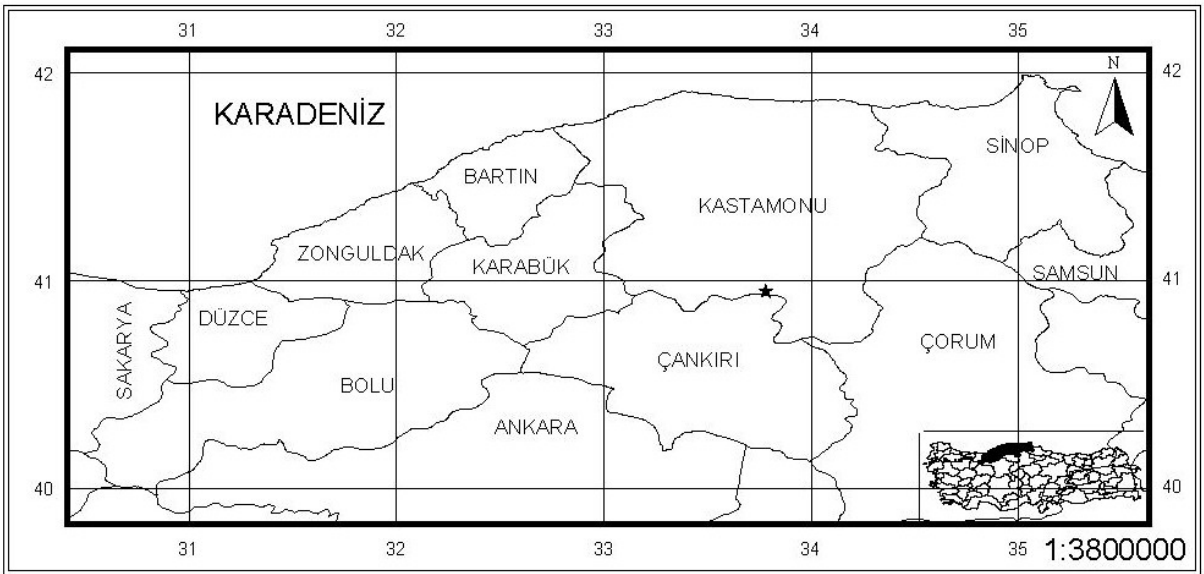 31 32 33 34 35
42 42
N
KARADENİZ
SİNOP
BARTIN
KASTAMONU
ZONGULDAK
KARABÜK
SAMSUN
41 41
DÜZCE
SAKARYA
ÇANKIRI
ÇORUM
BOLU
ANKARA
40 40
31 32 33 34 35
1:3800000